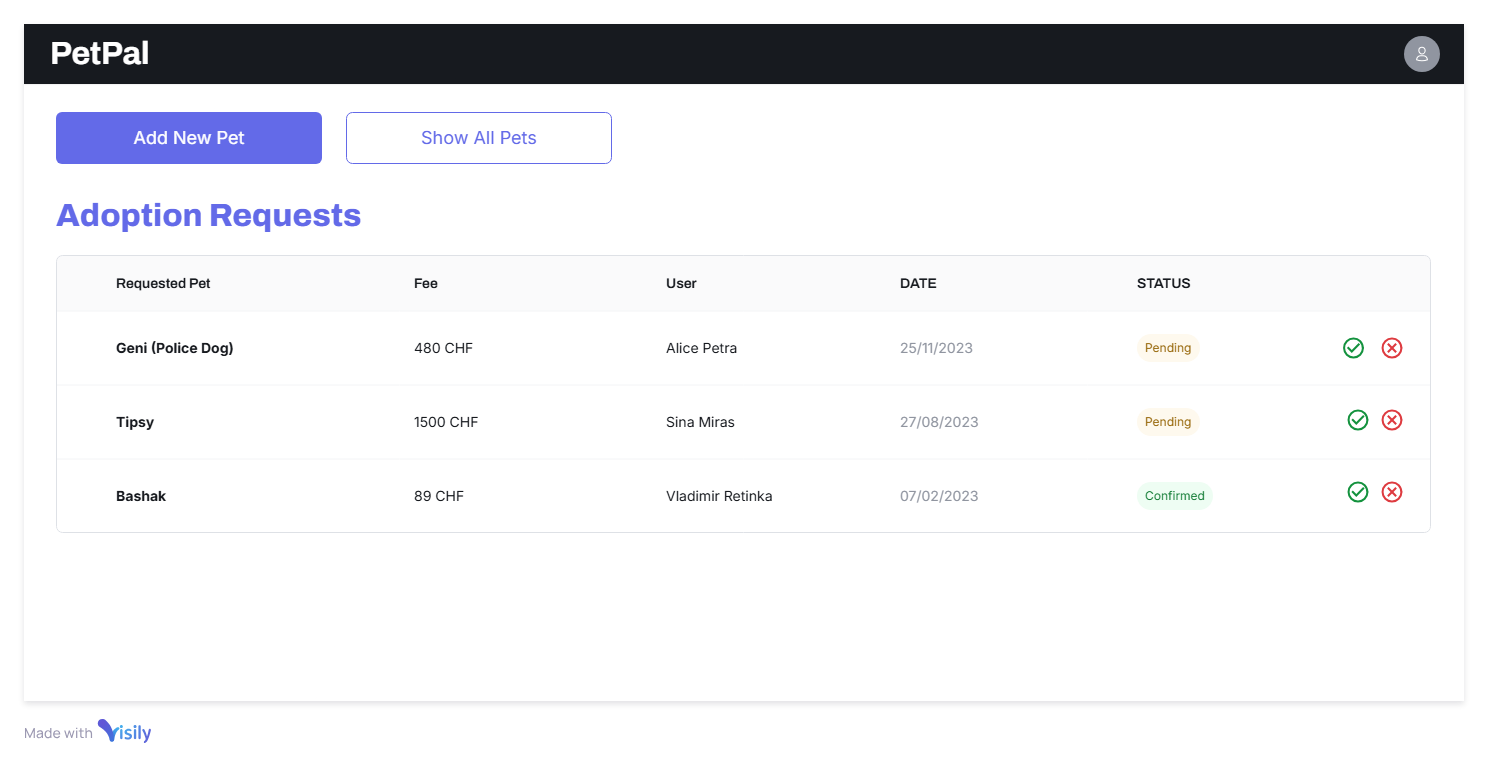 PetPal
Add New Pet Show All Pets
Adoption Requests
Requested Pet Fee User DATE STATUS
Geni (Police Dog) 480 CHF Alice Petra 25/11/2023 Pending
Tipsy 1500 CHF Sina Miras 27/08/2023 Pending
Bashak 89 CHF Vladimir Retinka 07/02/2023 Confirmed
Made with Visily